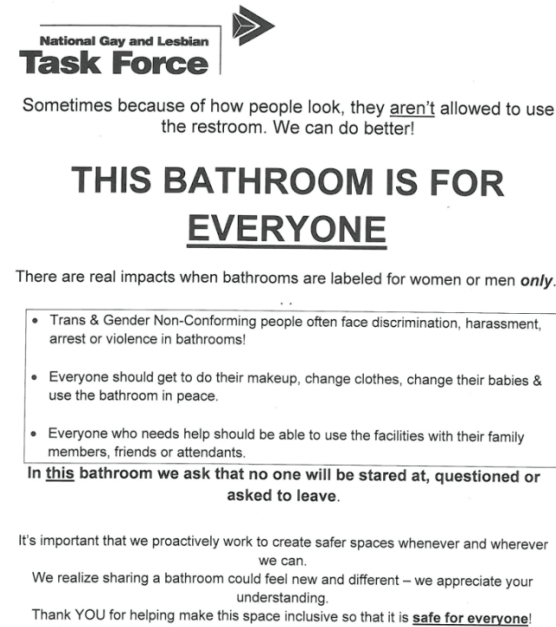 National Gay and Lesbian
Task Force
Sometimes because of how people look, they aren't allowed to use
the restroom. We can do better!
THIS BATHROOM IS FOR
EVERYONE
There are real impacts when bathrooms are labeled for women or men only.
• Trans & Gender Non-Conforming people often face discrimination, harassment,
arrest or violence in bathrooms!
• Everyone should get to do their makeup, change clothes, change their babies &
use the bathroom in peace.
• Everyone who needs help should be able to use the facilities with their family
members, friends or attendants.
In this bathroom we ask that no one will be stared at, questioned or
asked to leave.
It's important that we proactively work to create safer spaces whenever and wherever
we can.
We realize sharing a bathroom could feel new and different – we appreciate your
understanding.
Thank YOU for helping make this space inclusive so that it is safe for everyone!